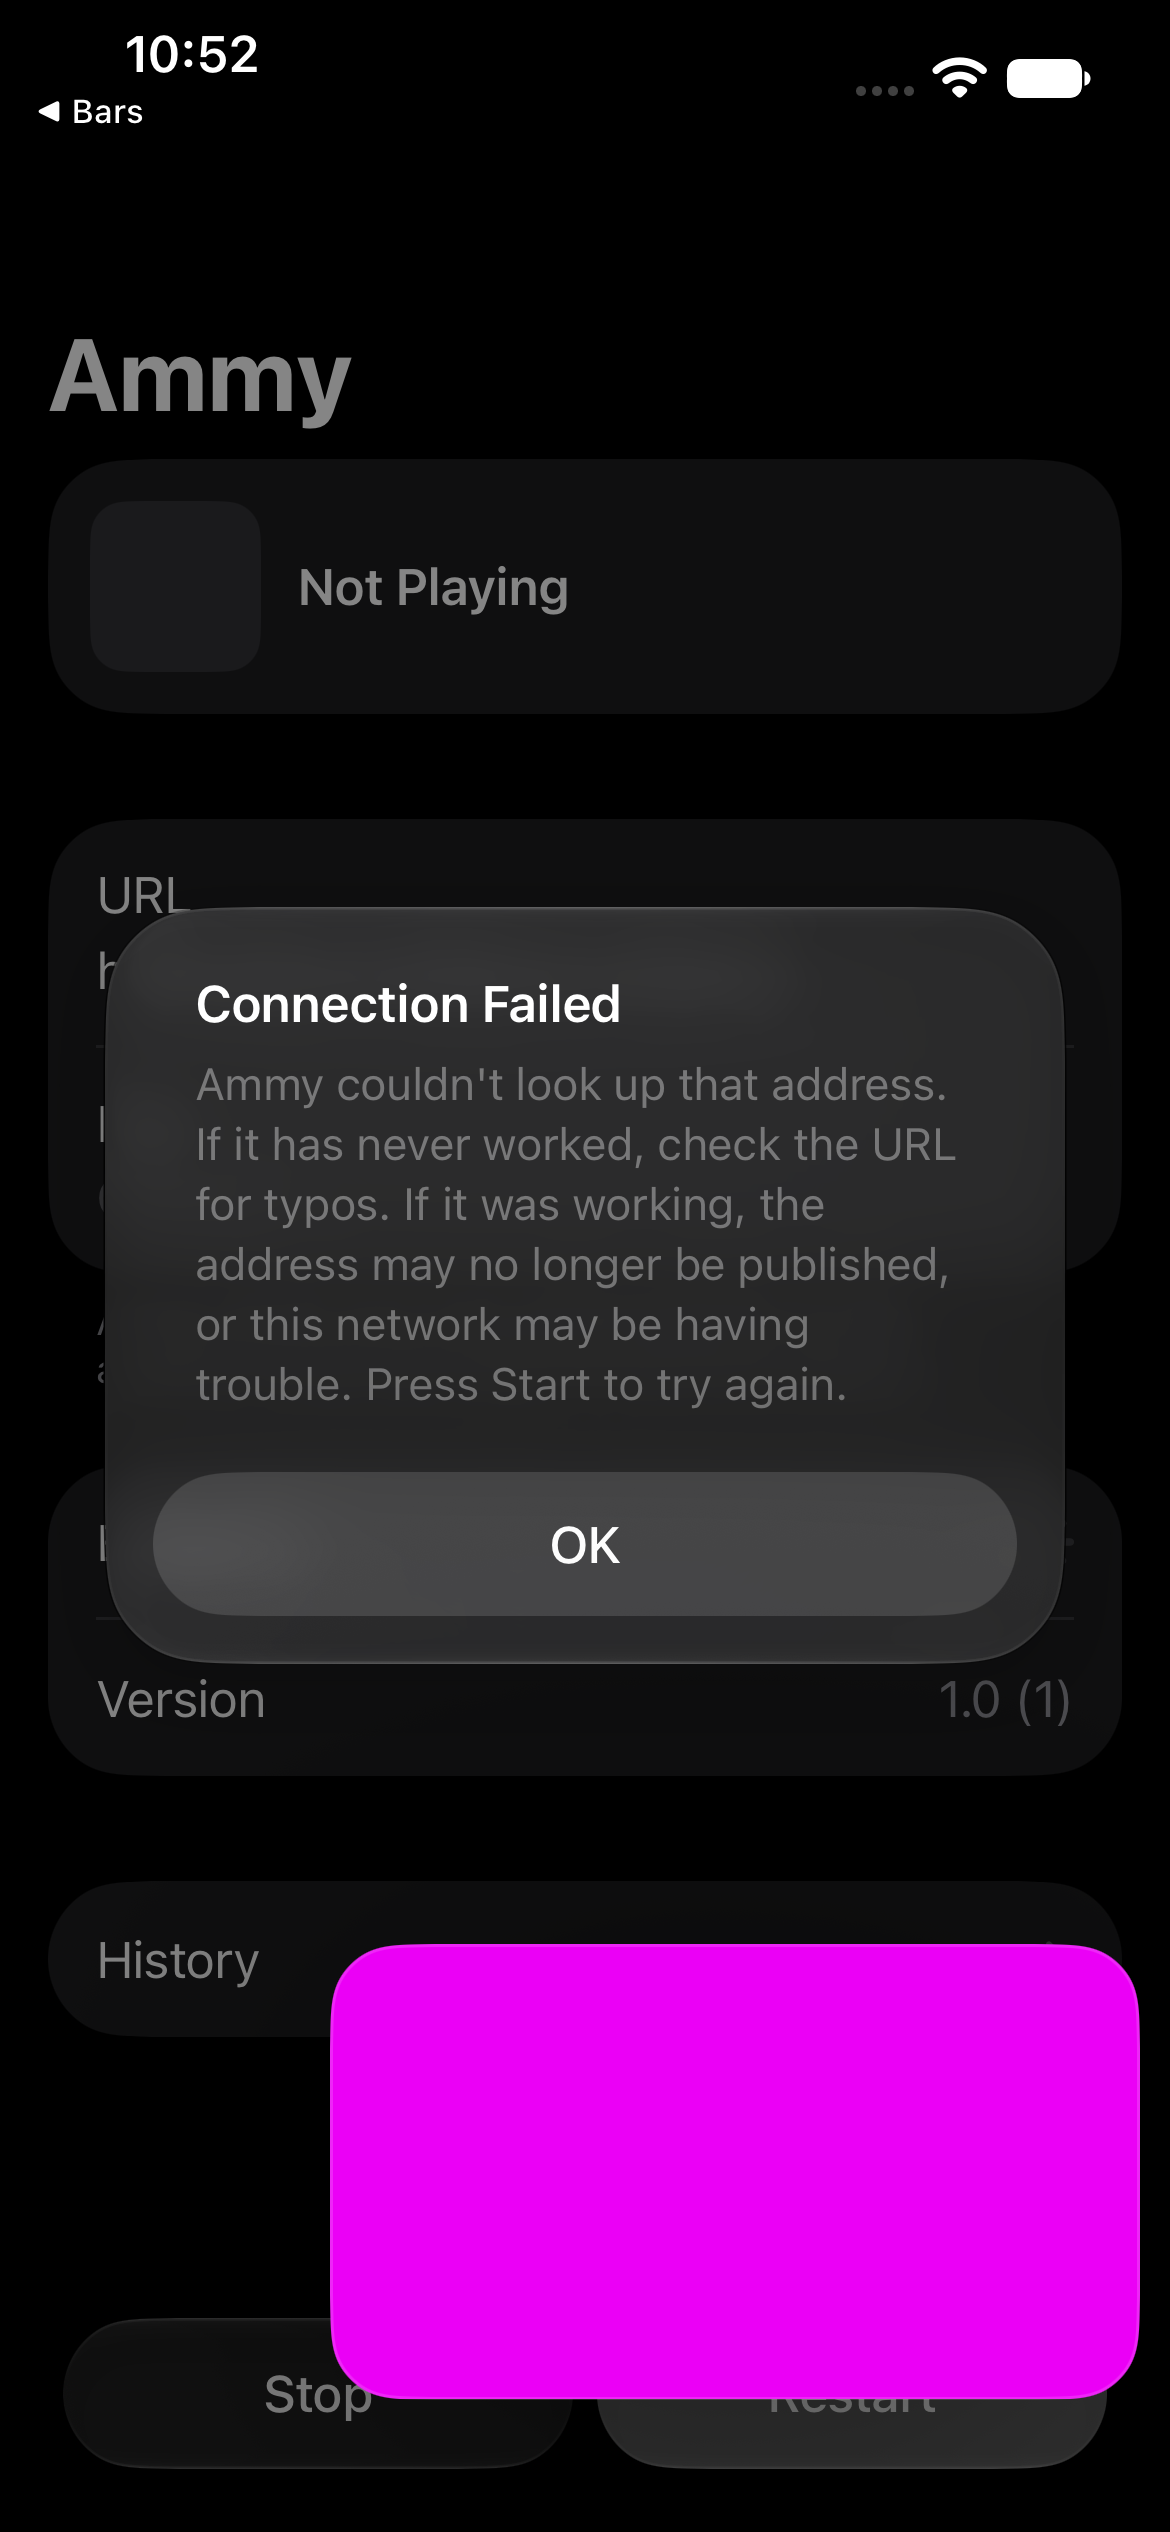 10:52
Bars
Ammy
Not Playing
URL
Connection Failed
Ammy couldn't look up that address.
If it has never worked, check the URL
for typos. If it was working, the
address may no longer be published,
or this network may be having
trouble. Press Start to try again.
OK
Version 1.0 (1)
History
Stop Restart